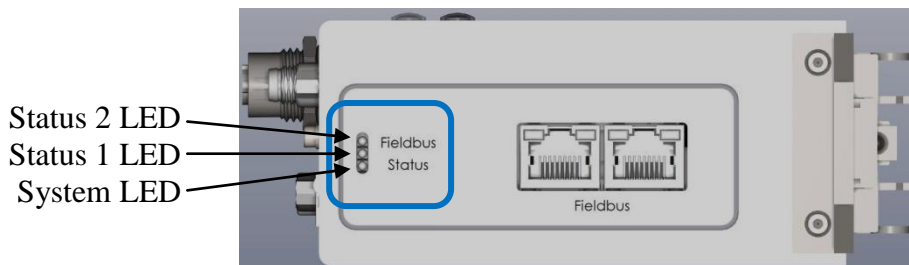 Status 2 LED
Status 1 LED
System LED
Fieldbus
Status
Fieldbus